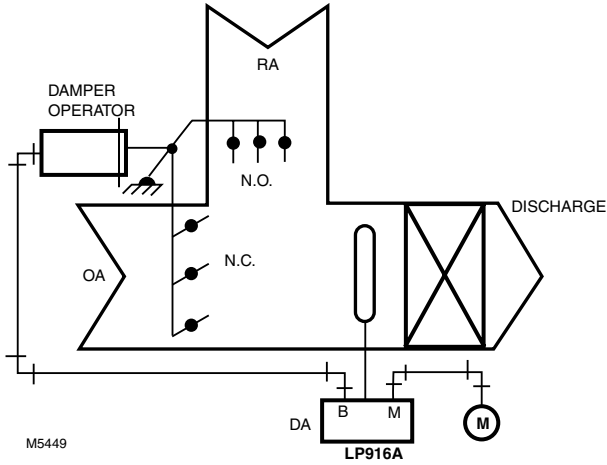 RA
DAMPER
OPERATOR
N.O.
DISCHARGE
OA
N.C.
B
M
DA
M
M5449
LP916A